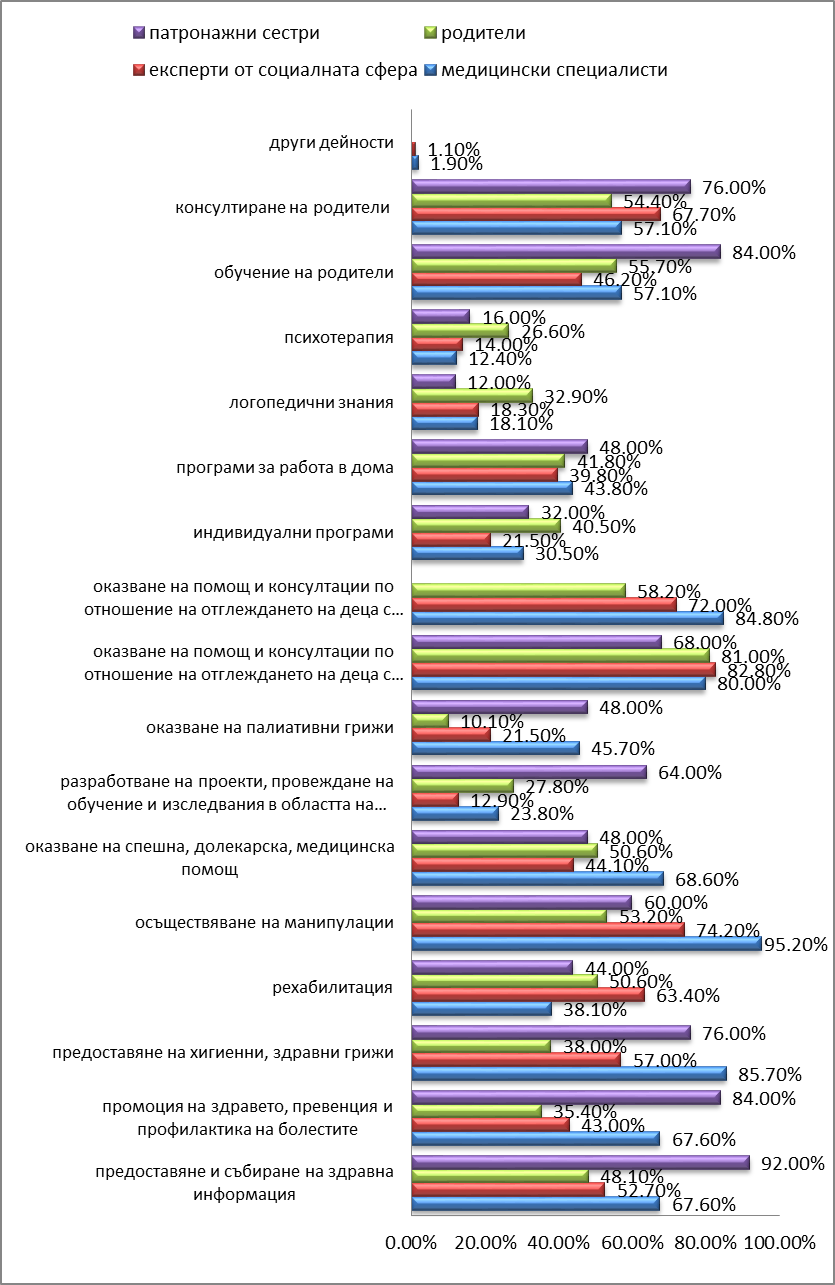 патронажни сестри
родители
експерти от социалната сфера
медицински специалисти
други дейности
1.10%
1.90%
консултиране на родители
76.00%
54.40%
67.70%
57.10%
обучение на родители
84.00%
55.70%
46.20%
57.10%
психотерапия
16.00%
26.60%
14.00%
12.40%
логопедични знания
12.00%
32.90%
18.30%
18.10%
програми за работа в дома
48.00%
41.80%
39.80%
43.80%
индивидуални програми
32.00%
40.50%
21.50%
30.50%
оказване на помощ и консултации по
отношение на отглеждането на деца с...
58.20%
72.00%
84.80%
оказване на помощ и консултации по
отношение на отглеждането на деца с...
68.00%
81.00%
82.80%
80.00%
оказване на палиативни грижи
48.00%
10.10%
21.50%
45.70%
разработване на проекти, провеждане на
обучение и изследвания в областта на...
64.00%
27.80%
12.90%
23.80%
оказване на спешна, долекарска, медицинска
помощ
48.00%
50.60%
44.10%
68.60%
осъществяване на манипулации
60.00%
53.20%
74.20%
95.20%
рехабилитация
44.00%
50.60%
63.40%
38.10%
предоставяне на хигиенни, здравни грижи
76.00%
38.00%
57.00%
85.70%
промоция на здравето, превенция и
профилактика на болестите
84.00%
35.40%
43.00%
67.60%
предоставяне и събиране на здравна
информация
92.00%
48.10%
52.70%
67.60%
0.00% 20.00% 40.00% 60.00% 80.00% 100.00%